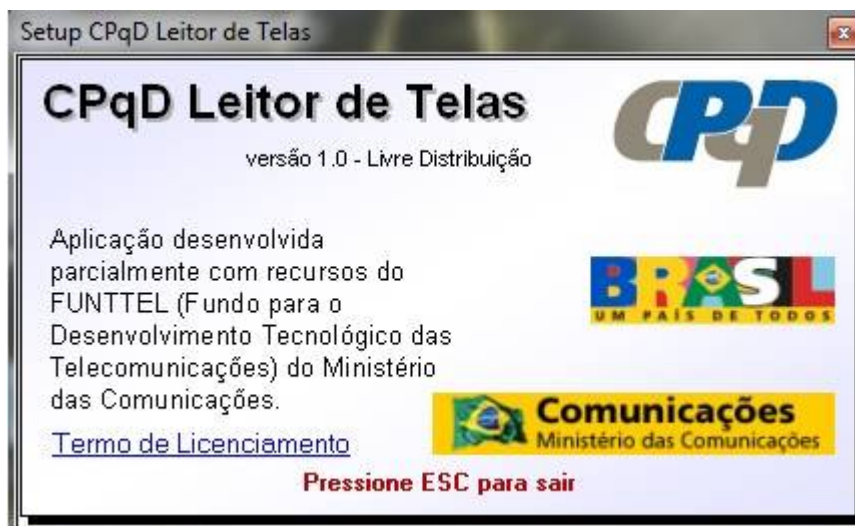 Setup CPqD Leitor de Telas
CPqD Leitor de Telas
CPqD
versão 1.0 - Livre Distribuição
Aplicação desenvolvida
parcialmente com recursos do
FUNTTEL (Fundo para o
Desenvolvimento Tecnológico das
Telecomunicações) do Ministério
das Comunicações.
BRASIL
UM PAÍS DE TODOS
Comunicações
Ministério das Comunicações
Termo de Licenciamento
Pressione ESC para sair